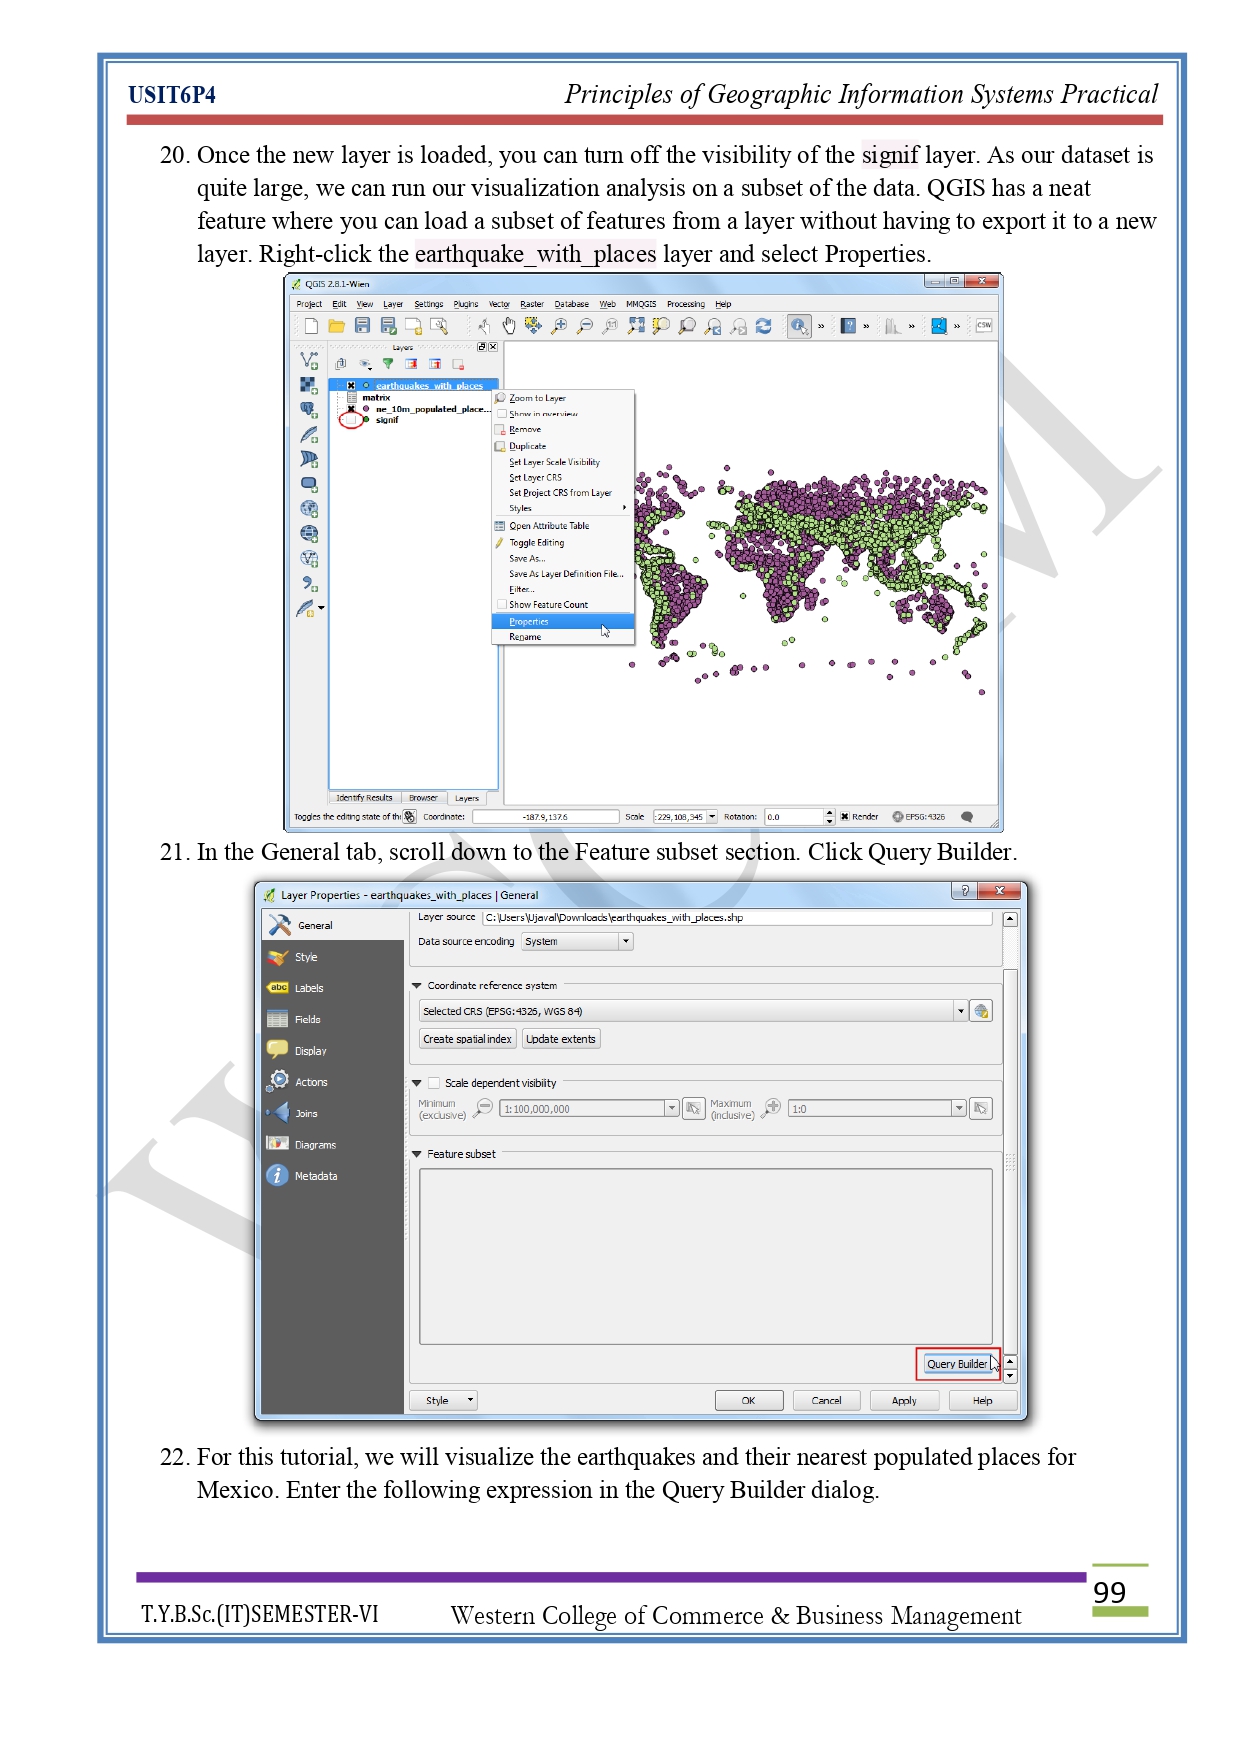 USIT6P4 Principles of Geographic Information Systems Practical
20. Once the new layer is loaded, you can turn off the visibility of the signif layer. As our dataset is
quite large, we can run our visualization analysis on a subset of the data. QGIS has a neat
feature where you can load a subset of features from a layer without having to export it to a new
layer. Right-click the earthquake_with_places layer and select Properties.
QGIS 2.8.1-Wien
Project Edit View Layer Settings Plugins Vector Raster Database Web MMQGIS Processing Help
» » » » CSW
Layers
earthquakes_with_places
matrix
ne_10m_populated_place...
signif
Zoom to Layer
Show in overview
Remove
Duplicate
Set Layer Scale Visibility
Set Layer CRS
Set Project CRS from Layer
Styles
Open Attribute Table
Toggle Editing
Save As...
Save As Layer Definition File...
Filter...
Show Feature Count
Properties
Rename
Identify Results Browser Layers
Toggles the editing state of th Coordinate: -187.9,137.6 Scale :229,108,345 Rotation: 0.0 Render EPSG:4326
21. In the General tab, scroll down to the Feature subset section. Click Query Builder.
Layer Properties - earthquakes_with_places | General
General
Style
Labels
Fields
Display
Actions
Joins
Diagrams
Metadata
Layer source C:\Users\Ujaval\Downloads\earthquakes_with_places.shp
Data source encoding System
Coordinate reference system
Selected CRS (EPSG:4326, WGS 84)
Create spatial index Update extents
Scale dependent visibility
Minimum (exclusive) 1:100,000,000 Maximum (inclusive) 1:0
Feature subset
Query Builder
Style OK Cancel Apply Help
22. For this tutorial, we will visualize the earthquakes and their nearest populated places for
Mexico. Enter the following expression in the Query Builder dialog.
99
T.Y.B.Sc.(IT)SEMESTER-VI Western College of Commerce & Business Management